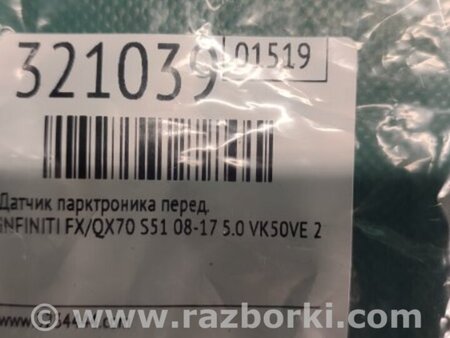 321039 01519
Датчик парктроника перед.
INFINITI FX/QX70 S51 08-17 5.0 VK50VE 2
www.razborki.com